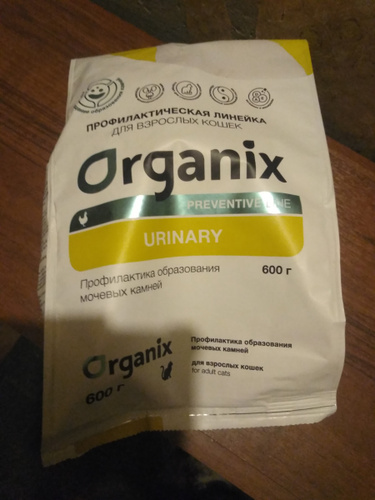 ПРОФИЛАКТИЧЕСКАЯ ЛИНЕЙКА
ДЛЯ ВЗРОСЛЫХ КОШЕК
Organix
PREVENTIVE LINE
URINARY
Профилактика образования
мочевых камней
600 г
Organix
600 г
Профилактика образования
мочевых камней
для взрослых кошек
for adult cats